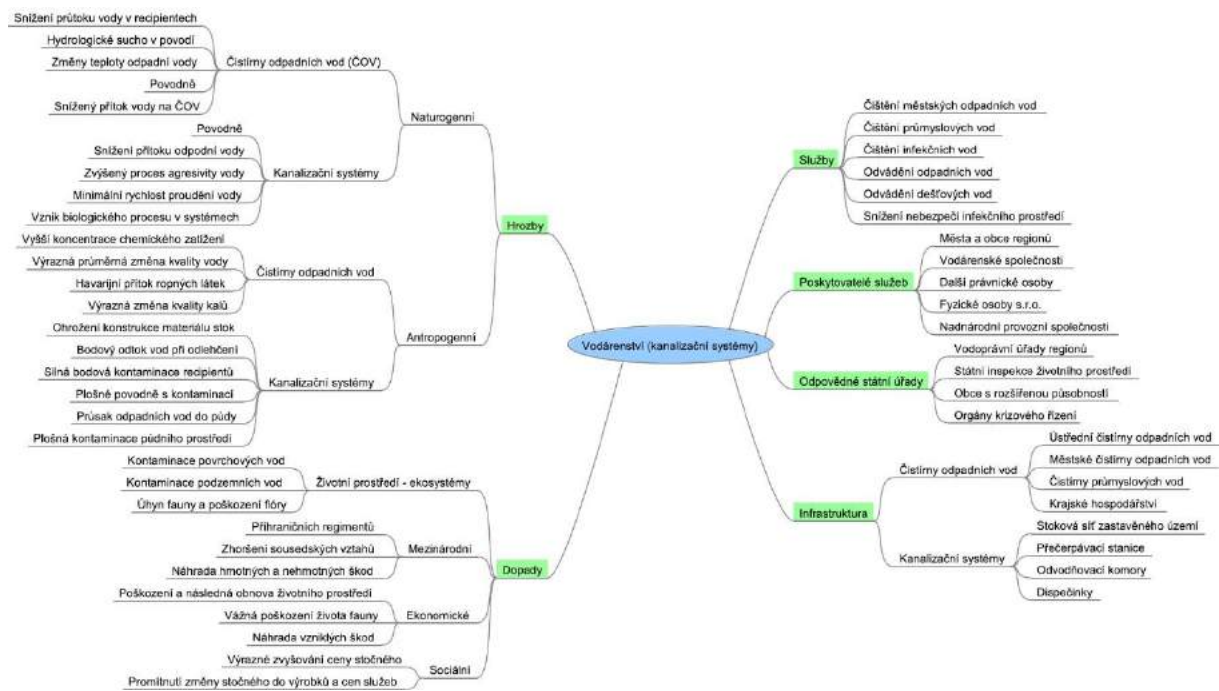 Snížení průtoku vody v recipientech
Hydrologické sucho v povodí
Změny teploty odpadní vody
Povodně
Snížený přítok vody na ČOV
Čistírny odpadních vod (ČOV)
Povodně
Snížení přítoku odpodní vody
Zvýšený proces agresivity vody
Minimální rychlost proudění vody
Vznik biologického procesu v systémech
Kanalizační systémy
Naturogenní
Vyšší koncentrace chemického zatížení
Výrazná průměrná změna kvality vody
Havarijní přítok ropných látek
Výrazná změna kvality kalů
Čistírny odpadních vod
Ohrožení konstrukce materiálu stok
Bodový odtok vod při odlehčení
Silná bodová kontaminace recipientů
Plošné povodně s kontaminací
Průsak odpadních vod do půdy
Plošná kontaminace půdního prostředí
Kanalizační systémy
Antropogenní
Hrozby
Kontaminace povrchových vod
Kontaminace podzemních vod
Úhyn fauny a poškození flóry
Životní prostředí - ekosystémy
Příhraničních regimentů
Zhoršení sousedských vztahů
Náhrada hmotných a nehmotných škod
Mezinárodní
Poškození a následná obnova životního prostředí
Vážná poškození života fauny
Náhrada vzniklých škod
Ekonomické
Výrazné zvyšování ceny stočného
Promítnutí změny stočného do výrobků a cen služeb
Sociální
Dopady
Vodárenství (kanalizační systémy)
Služby
Čištění městských odpadních vod
Čištění průmyslových vod
Čištění infekčních vod
Odvádění odpadních vod
Odvádění dešťových vod
Snížení nebezpečí infekčního prostředí
Poskytovatelé služeb
Města a obce regionů
Vodárenské společnosti
Další právnické osoby
Fyzické osoby s.r.o.
Nadnárodní provozní společnosti
Odpovědné státní úřady
Vodoprávní úřady regionů
Státní inspekce životního prostředí
Obce s rozšířenou působností
Orgány krizového řízení
Infrastruktura
Čistírny odpadních vod
Ústřední čistírny odpadních vod
Městské čistírny odpadních vod
Čistírny průmyslových vod
Krajské hospodářství
Kanalizační systémy
Stoková síť zastavěného území
Přečerpávací stanice
Odvodňovací komory
Dispečinky